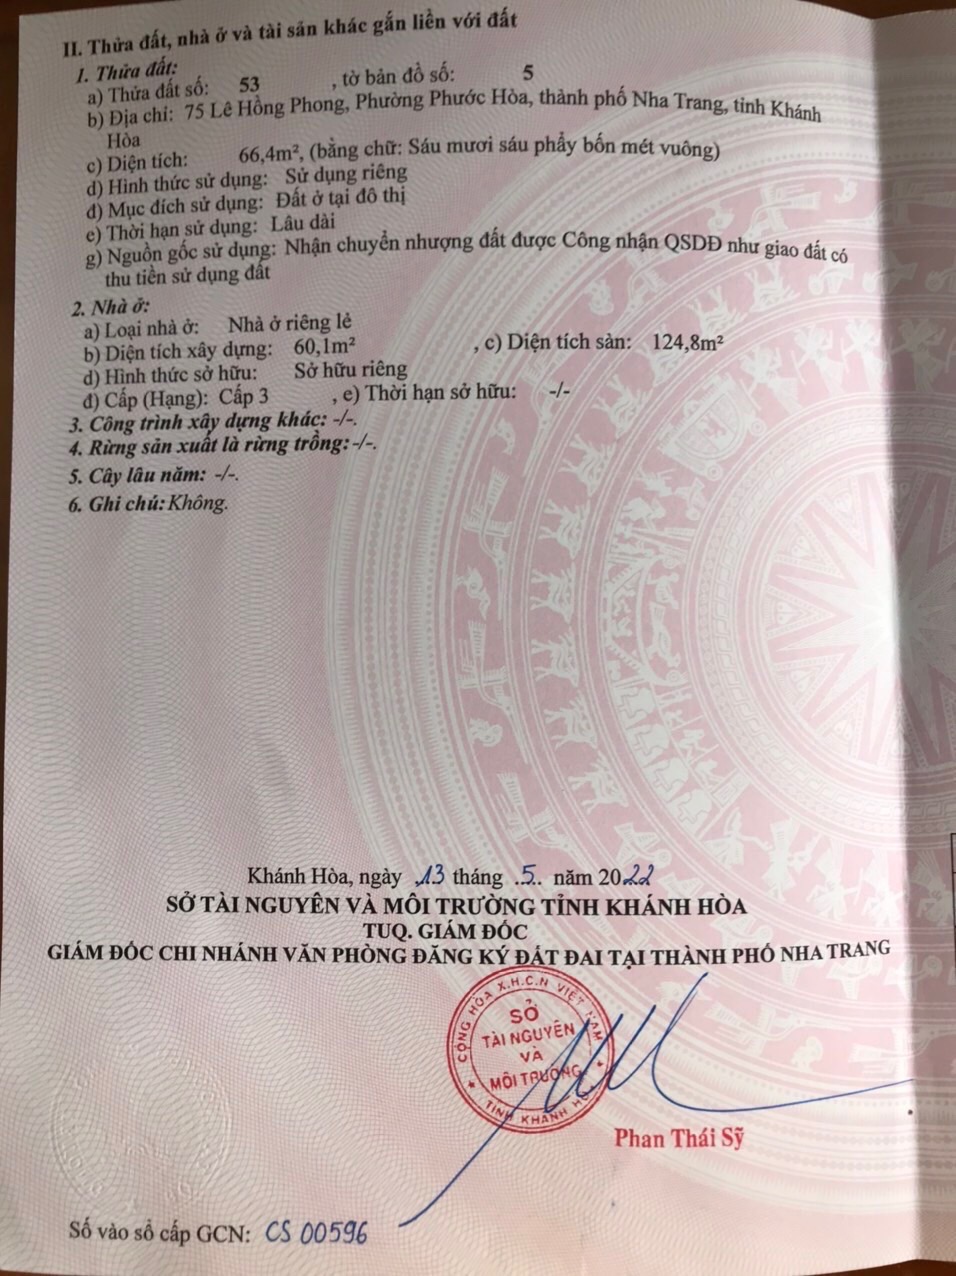 II. Thửa đất, nhà ở và tài sản khác gắn liền với đất
1. Thửa đất:
a) Thửa đất số: 53 , tờ bản đồ số: 5
b) Địa chỉ: 75 Lê Hồng Phong, Phường Phước Hòa, thành phố Nha Trang, tỉnh Khánh
Hòa
c) Diện tích: 66,4m², (bằng chữ: Sáu mươi sáu phẩy bốn mét vuông)
d) Hình thức sử dụng: Sử dụng riêng
đ) Mục đích sử dụng: Đất ở tại đô thị
e) Thời hạn sử dụng: Lâu dài
g) Nguồn gốc sử dụng: Nhận chuyển nhượng đất được Công nhận QSDĐ như giao đất có
thu tiền sử dụng đất
2. Nhà ở:
a) Loại nhà ở: Nhà ở riêng lẻ
b) Diện tích xây dựng: 60,1m² , c) Diện tích sàn: 124,8m²
d) Hình thức sở hữu: Sở hữu riêng
đ) Cấp (Hạng): Cấp 3 , e) Thời hạn sở hữu: -/-
3. Công trình xây dựng khác: -/-.
4. Rừng sản xuất là rừng trồng: -/-.
5. Cây lâu năm: -/-.
6. Ghi chú: Không.
Khánh Hòa, ngày 13 tháng .5. năm 2022
SỞ TÀI NGUYÊN VÀ MÔI TRƯỜNG TỈNH KHÁNH HÒA
TUQ. GIÁM ĐỐC
GIÁM ĐỐC CHI NHÁNH VĂN PHÒNG ĐĂNG KÝ ĐẤT ĐAI TẠI THÀNH PHỐ NHA TRANG
CỘNG HÒA X.H.C.N VIỆT NAM
SỞ
TÀI NGUYÊN
VÀ
MÔI TRƯỜNG
TỈNH KHÁNH HÒA
Phan Thái Sỹ
Số vào sổ cấp GCN: CS 00596